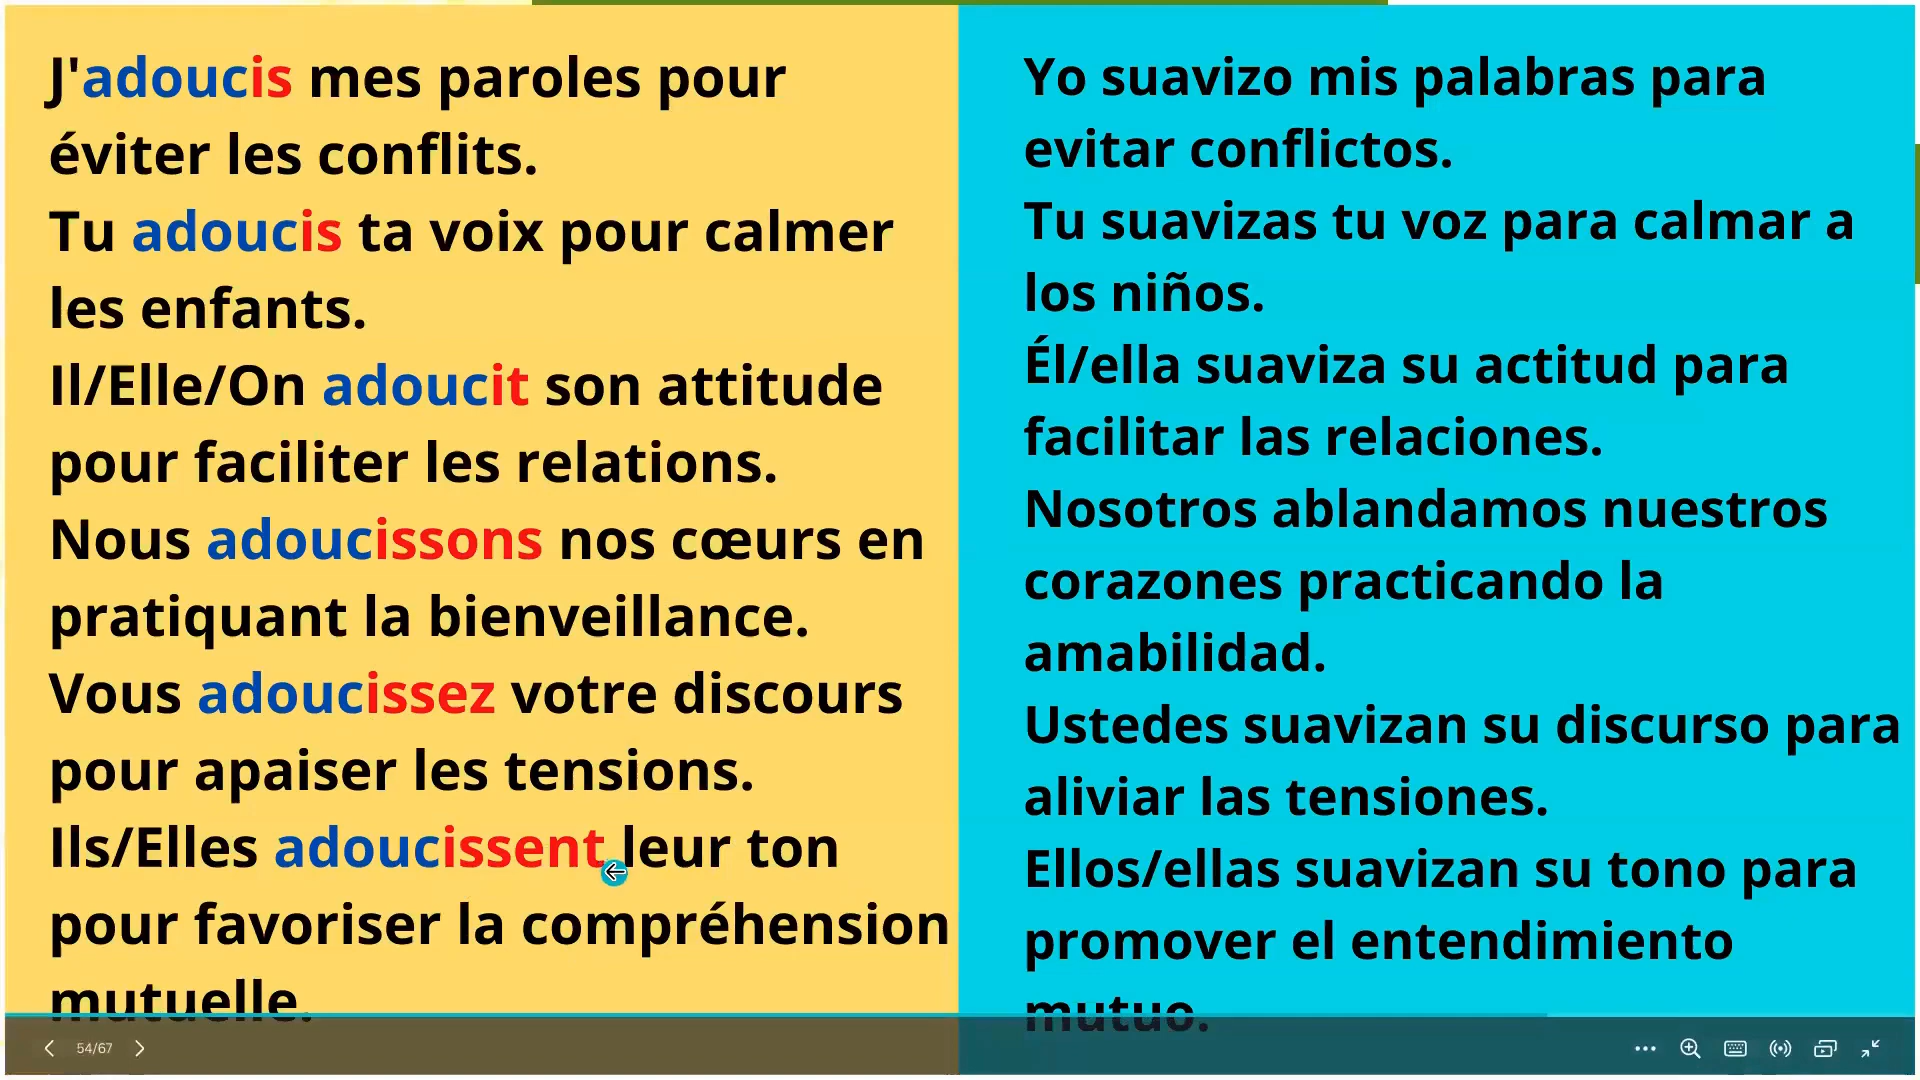 J'adoucis mes paroles pour
éviter les conflits.
Tu adoucis ta voix pour calmer
les enfants.
Il/Elle/On adoucit son attitude
pour faciliter les relations.
Nous adoucissons nos cœurs en
pratiquant la bienveillance.
Vous adoucissez votre discours
pour apaiser les tensions.
Ils/Elles adoucissent leur ton
pour favoriser la compréhension
mutuelle.
Yo suavizo mis palabras para
evitar conflictos.
Tu suavizas tu voz para calmar a
los niños.
Él/ella suaviza su actitud para
facilitar las relaciones.
Nosotros ablandamos nuestros
corazones practicando la
amabilidad.
Ustedes suavizan su discurso para
aliviar las tensiones.
Ellos/ellas suavizan su tono para
promover el entendimiento
mutuo.
54/67